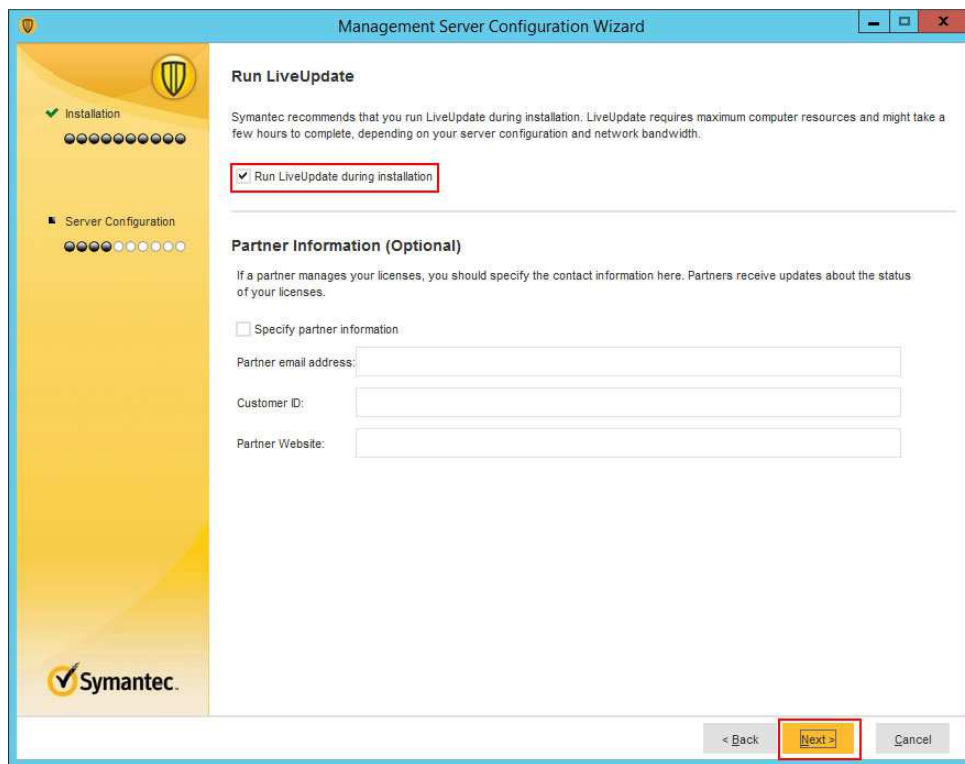 Management Server Configuration Wizard
Installation
Server Configuration
Run LiveUpdate
Symantec recommends that you run LiveUpdate during installation. LiveUpdate requires maximum computer resources and might take a
few hours to complete, depending on your server configuration and network bandwidth.
Run LiveUpdate during installation
Partner Information (Optional)
If a partner manages your licenses, you should specify the contact information here. Partners receive updates about the status
of your licenses.
Specify partner information
Partner email address:
Customer ID:
Partner Website:
Symantec.
< Back Next > Cancel